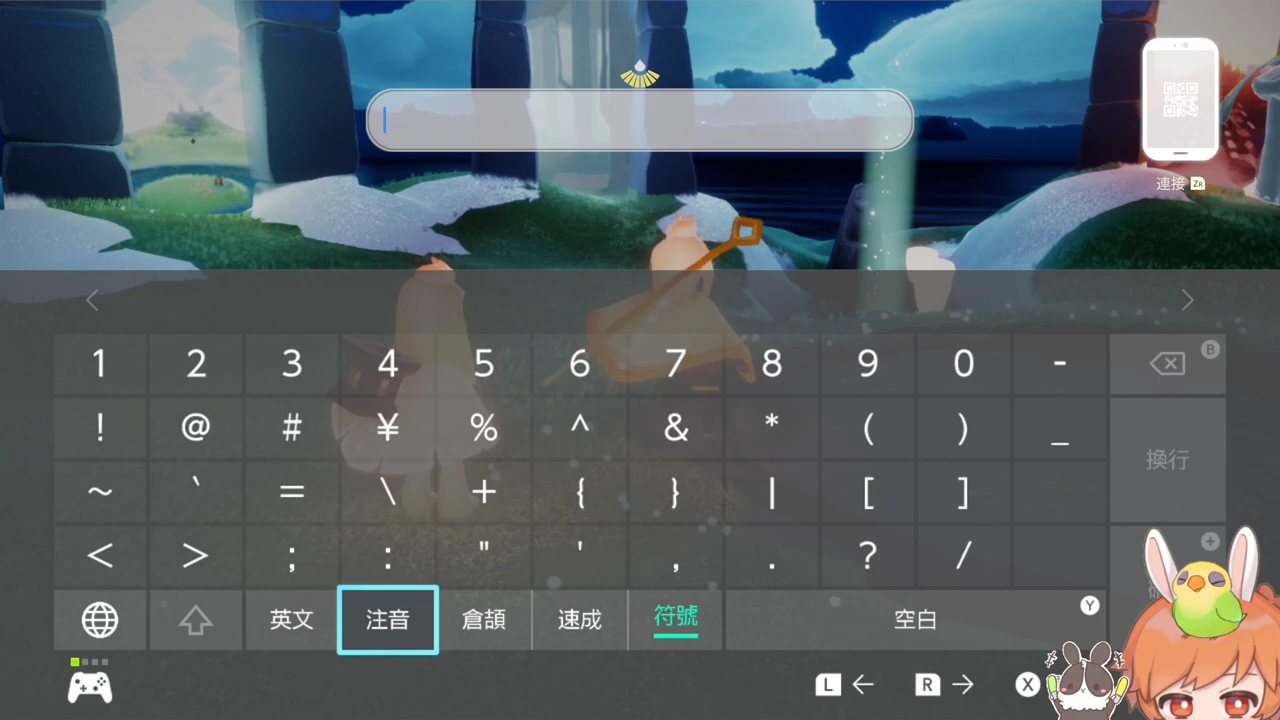 連接 ZR
1 2 3 4 5 6 7 8 9 0 - B
! @ # ¥ % ^ & * ( ) _
換行
~ ` = \ + { } | [ ]
< > ; : " ' , . ? /
英文 注音 倉頡 速成 符號 空白 Y
L ← R → X